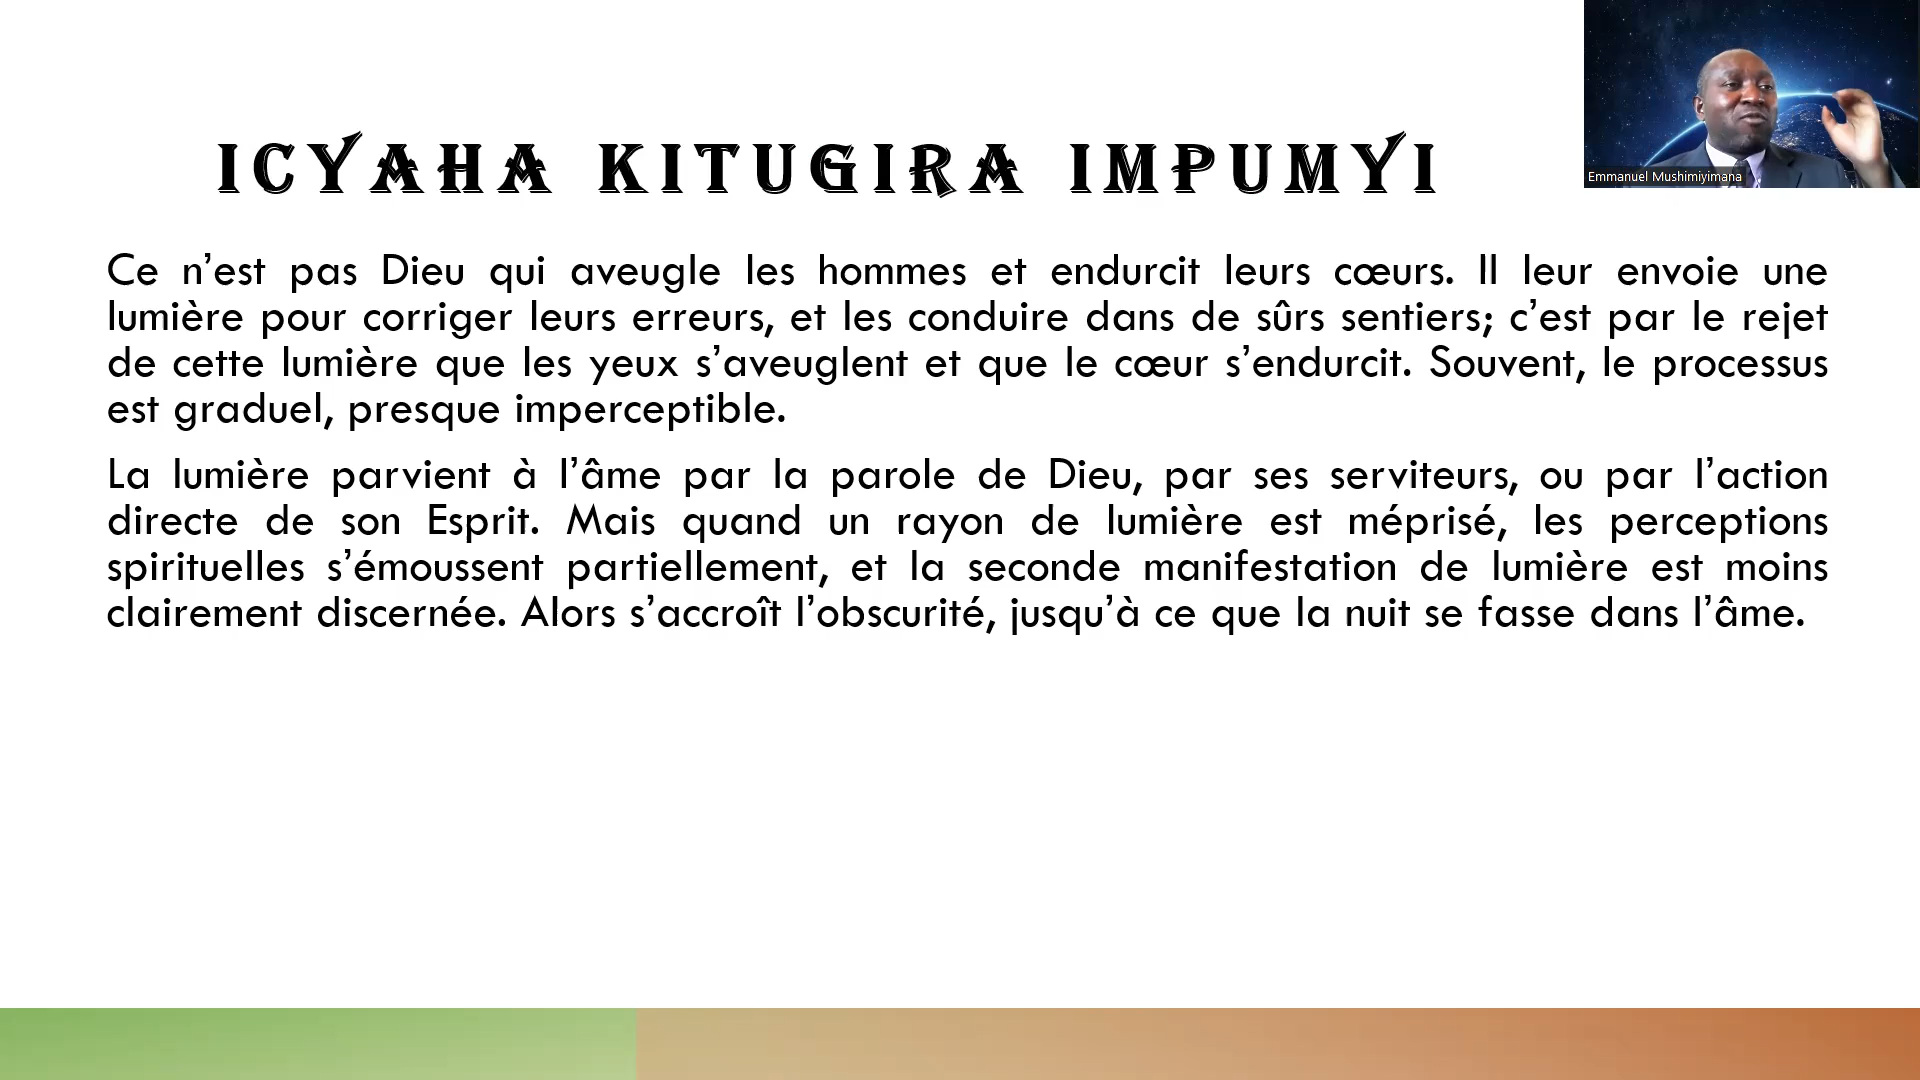 ICYAHA KITUGIRA IMPUMYI
Emmanuel Mushimiyimana
Ce n’est pas Dieu qui aveugle les hommes et endurcit leurs cœurs. Il leur envoie une
lumière pour corriger leurs erreurs, et les conduire dans de sûrs sentiers; c’est par le rejet
de cette lumière que les yeux s’aveuglent et que le cœur s’endurcit. Souvent, le processus
est graduel, presque imperceptible.
La lumière parvient à l’âme par la parole de Dieu, par ses serviteurs, ou par l’action
directe de son Esprit. Mais quand un rayon de lumière est méprisé, les perceptions
spirituelles s’émoussent partiellement, et la seconde manifestation de lumière est moins
clairement discernée. Alors s’accroît l’obscurité, jusqu’à ce que la nuit se fasse dans l’âme.